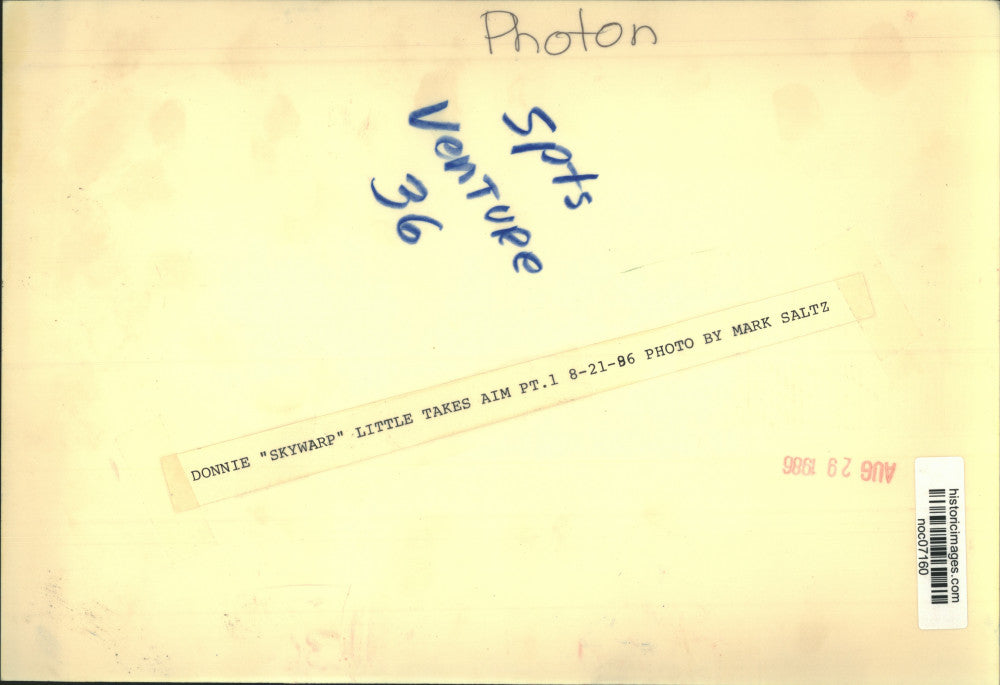 Photon
Spts
VENTURE
36
DONNIE "SKYWARP" LITTLE TAKES AIM PT.1 8-21-86 PHOTO BY MARK SALTZ
AUG 29 1986
historicimages.com
noc07160